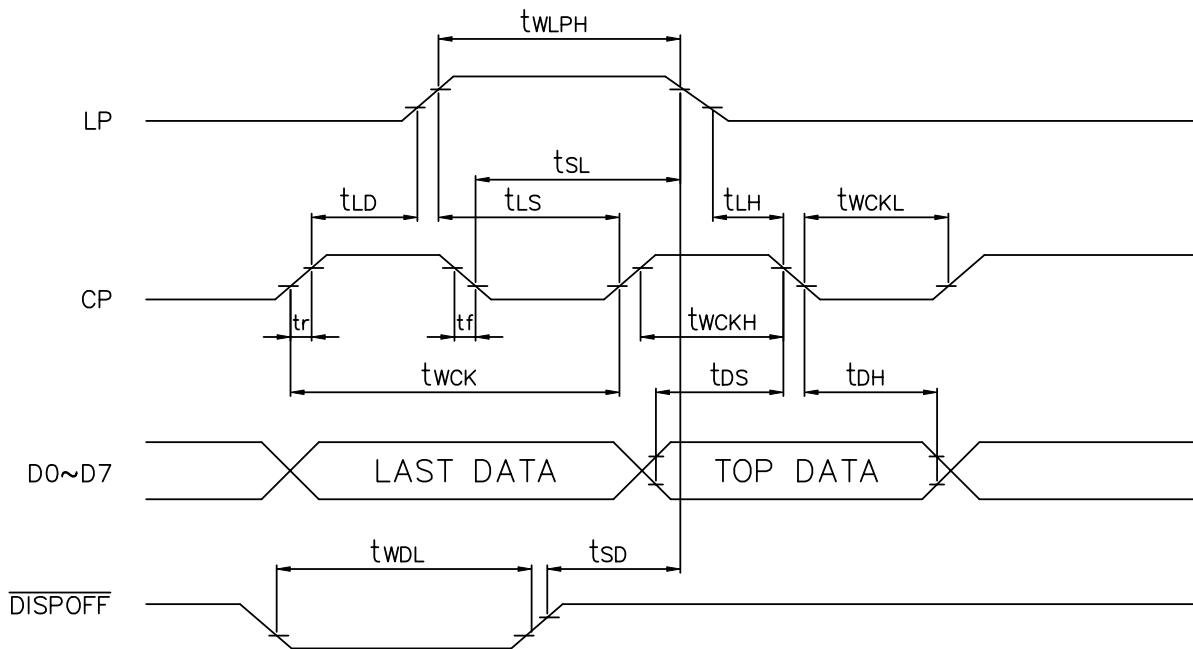 tWLPH
LP
tSL
tLD
tLS
tLH
tWCKL
CP
tr
tf
tWCKH
tWCK
tDS
tDH
D0~D7
LAST DATA
TOP DATA
tWDL
tSD
DISPOFF